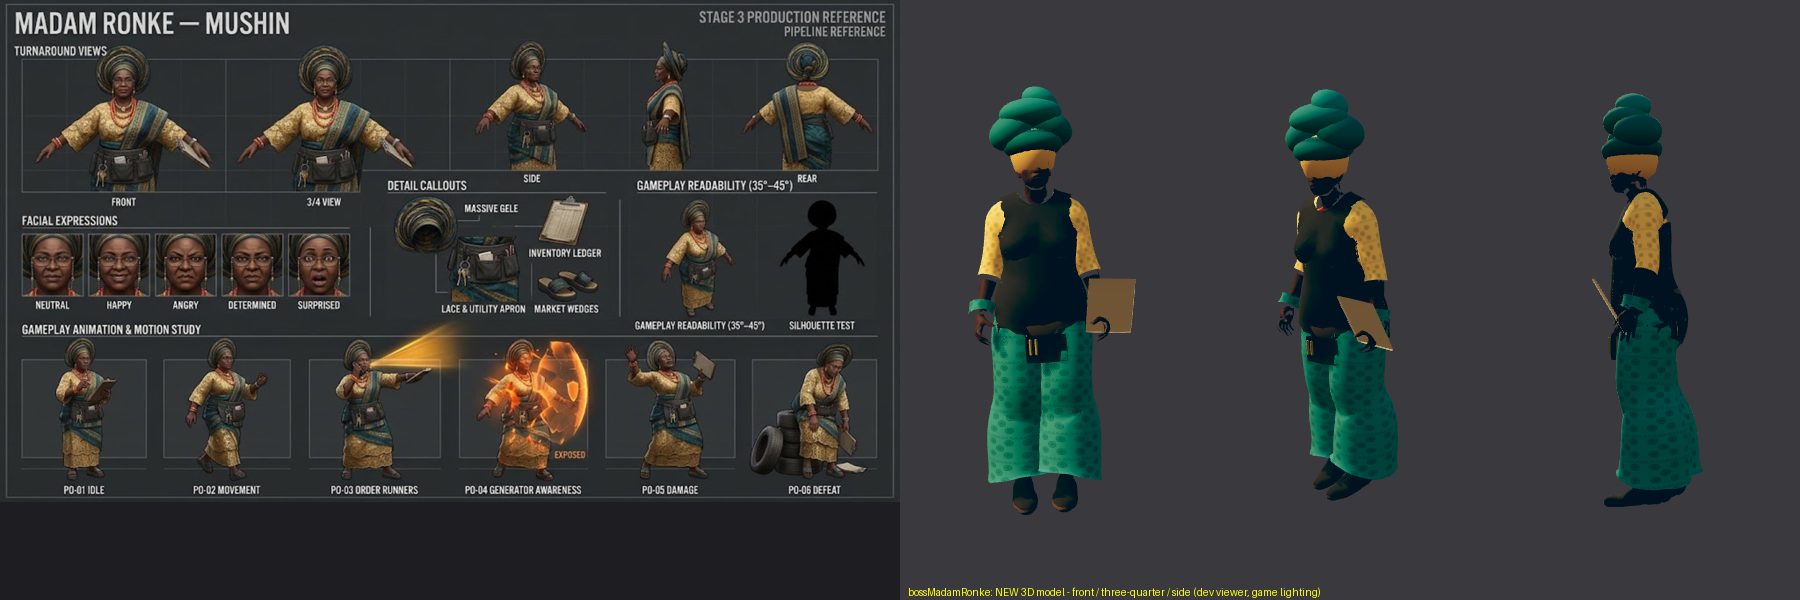 MADAM RONKE — MUSHIN
STAGE 3 PRODUCTION REFERENCE
PIPELINE REFERENCE
TURNAROUND VIEWS
FRONT
3/4 VIEW
SIDE
REAR
DETAIL CALLOUTS
GAMEPLAY READABILITY (35°–45°)
MASSIVE GELE
INVENTORY LEDGER
LACE & UTILITY APRON
MARKET WEDGES
GAMEPLAY READABILITY (35°–45°)
SILHOUETTE TEST
FACIAL EXPRESSIONS
NEUTRAL
HAPPY
ANGRY
DETERMINED
SURPRISED
GAMEPLAY ANIMATION & MOTION STUDY
EXPOSED
PO-01 IDLE
PO-02 MOVEMENT
PO-03 ORDER RUNNERS
PO-04 GENERATOR AWARENESS
PO-05 DAMAGE
PO-06 DEFEAT
bossMadamRonke: NEW 3D model - front / three-quarter / side (dev viewer, game lighting)